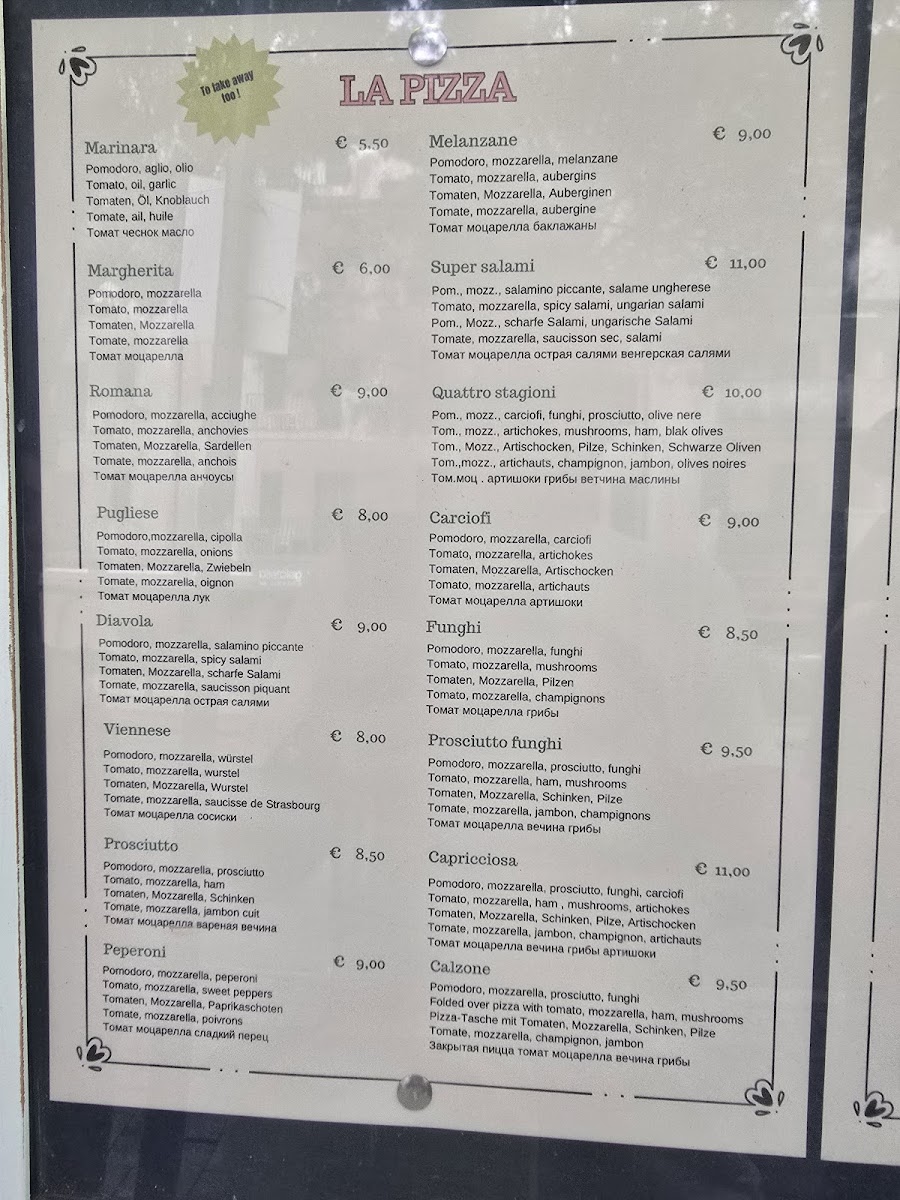 To take away
too !
LA PIZZA
Marinara € 5,50
Pomodoro, aglio, olio
Tomato, oil, garlic
Tomaten, Öl, Knoblauch
Tomate, ail, huile
Томат чеснок масло
Margherita € 6,00
Pomodoro, mozzarella
Tomato, mozzarella
Tomaten, Mozzarella
Tomate, mozzarella
Томат моцарелла
Romana € 9,00
Pomodoro, mozzarella, acciughe
Tomato, mozzarella, anchovies
Tomaten, Mozzarella, Sardellen
Tomate, mozzarella, anchois
Томат моцарелла анчоусы
Pugliese € 8,00
Pomodoro,mozzarella, cipolla
Tomato, mozzarella, onions
Tomaten, Mozzarella, Zwiebeln
Tomate, mozzarella, oignon
Томат моцарелла лук
Diavola € 9,00
Pomodoro, mozzarella, salamino piccante
Tomato, mozzarella, spicy salami
Tomaten, Mozzarella, scharfe Salami
Tomate, mozzarella, saucisson piquant
Томат моцарелла острая салями
Viennese € 8,00
Pomodoro, mozzarella, würstel
Tomato, mozzarella, wurstel
Tomaten, Mozzarella, Wurstel
Tomate, mozzarella, saucisse de Strasbourg
Томат моцарелла сосиски
Prosciutto € 8,50
Pomodoro, mozzarella, prosciutto
Tomato, mozzarella, ham
Tomaten, Mozzarella, Schinken
Tomate, mozzarella, jambon cuit
Томат моцарелла вареная вечина
Peperoni € 9,00
Pomodoro, mozzarella, peperoni
Tomato, mozzarella, sweet peppers
Tomaten, Mozzarella, Paprikaschoten
Tomate, mozzarella, poivrons
Томат моцарелла сладкий перец
Melanzane € 9,00
Pomodoro, mozzarella, melanzane
Tomato, mozzarella, aubergins
Tomaten, Mozzarella, Auberginen
Tomate, mozzarella, aubergine
Томат моцарелла баклажаны
Super salami € 11,00
Pom., mozz., salamino piccante, salame ungherese
Tomato, mozzarella, spicy salami, ungarian salami
Pom., Mozz., scharfe Salami, ungarische Salami
Tomate, mozzarella, saucisson sec, salami
Томат моцарелла острая салями венгерская салями
Quattro stagioni € 10,00
Pom., mozz., carciofi, funghi, prosciutto, olive nere
Tom., mozz., artichokes, mushrooms, ham, blak olives
Tom., Mozz., Artischocken, Pilze, Schinken, Schwarze Oliven
Tom.,mozz., artichauts, champignon, jambon, olives noires
Том.моц . артишоки грибы ветчина маслины
Carciofi € 9,00
Pomodoro, mozzarella, carciofi
Tomato, mozzarella, artichokes
Tomaten, Mozzarella, Artischocken
Tomato, mozzarella, artichauts
Томат моцарелла артишоки
Funghi € 8,50
Pomodoro, mozzarella, funghi
Tomato, mozzarella, mushrooms
Tomaten, Mozzarella, Pilzen
Tomato, mozzarella, champignons
Томат моцарелла грибы
Prosciutto funghi € 9,50
Pomodoro, mozzarella, prosciutto, funghi
Tomato, mozzarella, ham, mushrooms
Tomaten, Mozzarella, Schinken, Pilze
Tomate, mozzarella, jambon, champignons
Томат моцарелла вечина грибы
Capricciosa € 11,00
Pomodoro, mozzarella, prosciutto, funghi, carciofi
Tomato, mozzarella, ham , mushrooms, artichokes
Tomaten, Mozzarella, Schinken, Pilze, Artischocken
Tomate, mozzarella, jambon, champignon, artichauts
Томат моцарелла вечина грибы артишоки
Calzone € 9,50
Pomodoro, mozzarella, prosciutto, funghi
Folded over pizza with tomato, mozzarella, ham, mushrooms
Pizza-Tasche mit Tomaten, Mozzarella, Schinken, Pilze
Tomate, mozzarella, champignon, jambon
Закрытая пицца томат моцарелла вечина грибы